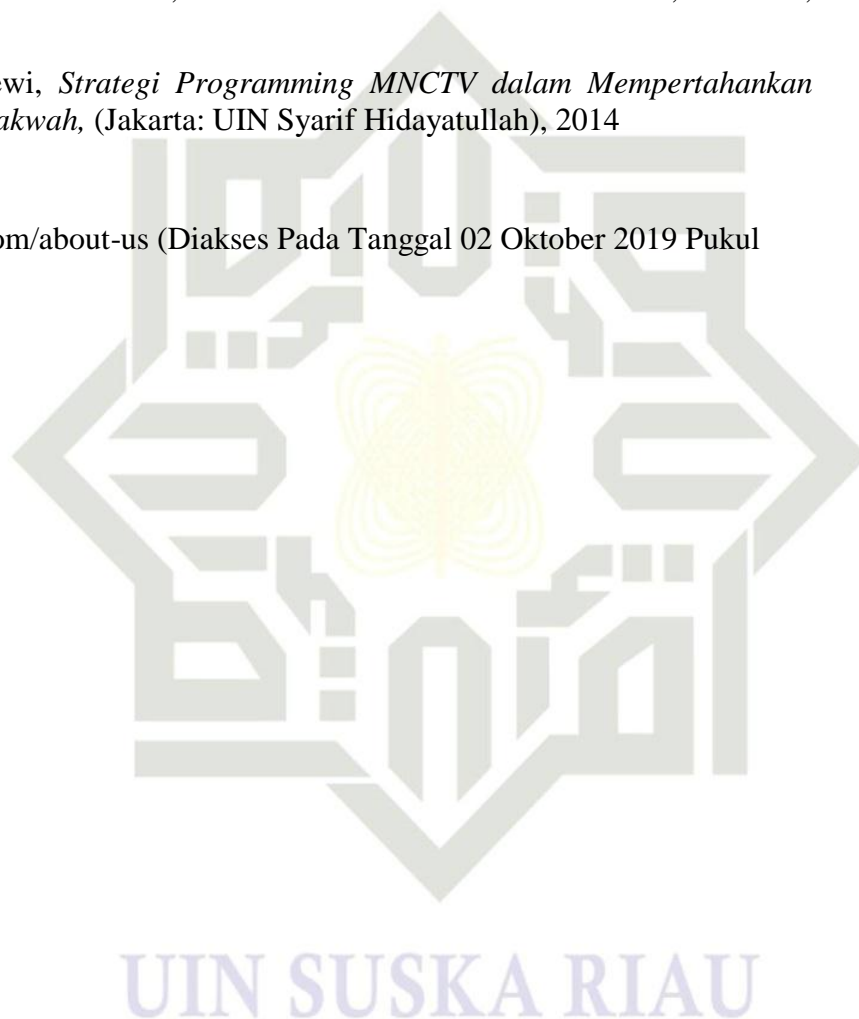 ewi, Strategi Programming MNCTV dalam Mempertahankan
akwah, (Jakarta: UIN Syarif Hidayatullah), 2014
om/about-us (Diakses Pada Tanggal 02 Oktober 2019 Pukul
UIN SUSKA RIAU